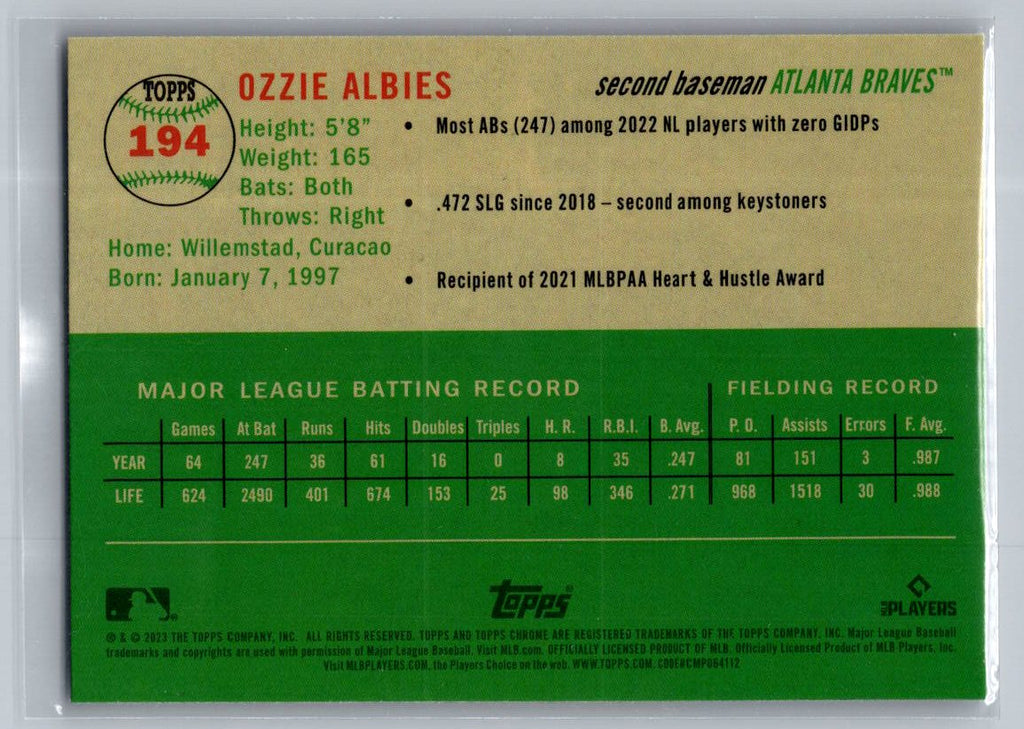 TOPPS
194
OZZIE ALBIES
second baseman ATLANTA BRAVES™
Height: 5'8"
Weight: 165
Bats: Both
Throws: Right
Home: Willemstad, Curacao
Born: January 7, 1997
• Most ABs (247) among 2022 NL players with zero GIDPs
• .472 SLG since 2018 – second among keystoners
• Recipient of 2021 MLBPAA Heart & Hustle Award
MAJOR LEAGUE BATTING RECORD FIELDING RECORD
Games At Bat Runs Hits Doubles Triples H. R. R.B.I. B. Avg. P. O. Assists Errors F. Avg.
YEAR 64 247 36 61 16 0 8 35 .247 81 151 3 .987
LIFE 624 2490 401 674 153 25 98 346 .271 968 1518 30 .988
Topps®
MLB PLAYERS
® & © 2023 THE TOPPS COMPANY, INC. ALL RIGHTS RESERVED. TOPPS AND TOPPS CHROME ARE REGISTERED TRADEMARKS OF THE TOPPS COMPANY, INC. Major League Baseball
trademarks and copyrights are used with permission of Major League Baseball. Visit MLB.com. OFFICIALLY LICENSED PRODUCT OF MLB. Officially Licensed Product of MLB Players, Inc.
Visit MLBPLAYERS.COM, the Players Choice on the web. WWW.TOPPS.COM. CODE#CMP064112